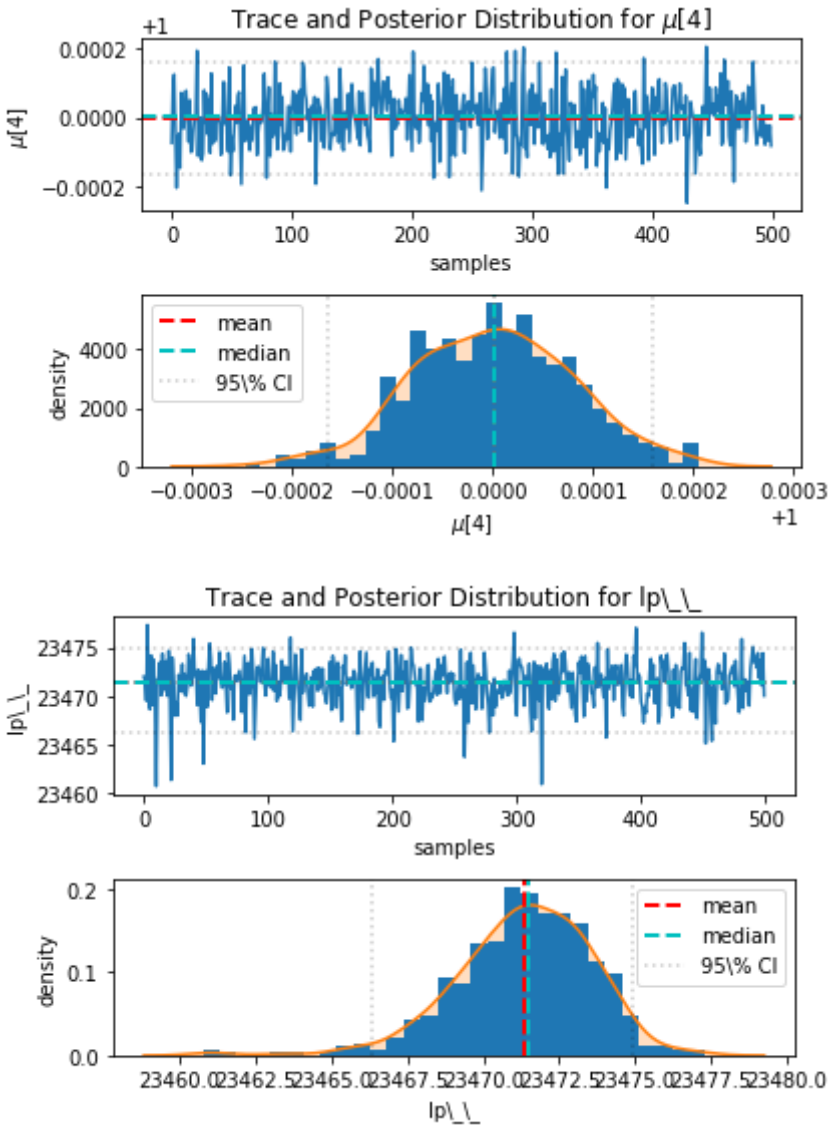 Trace and Posterior Distribution for μ[4]
+1
0.0002
0.0000
−0.0002
μ[4]
0 100 200 300 400 500
samples
mean
median
95\% CI
4000
2000
0
density
−0.0003 −0.0002 −0.0001 0.0000 0.0001 0.0002 0.0003
+1
μ[4]
Trace and Posterior Distribution for lp\_\_
23475
23470
23465
23460
lp\_\_
0 100 200 300 400 500
samples
0.2
0.1
0.0
density
mean
median
95\% CI
23460.0 23462.5 23465.0 23467.5 23470.0 23472.5 23475.0 23477.5 23480.0
lp\_\_